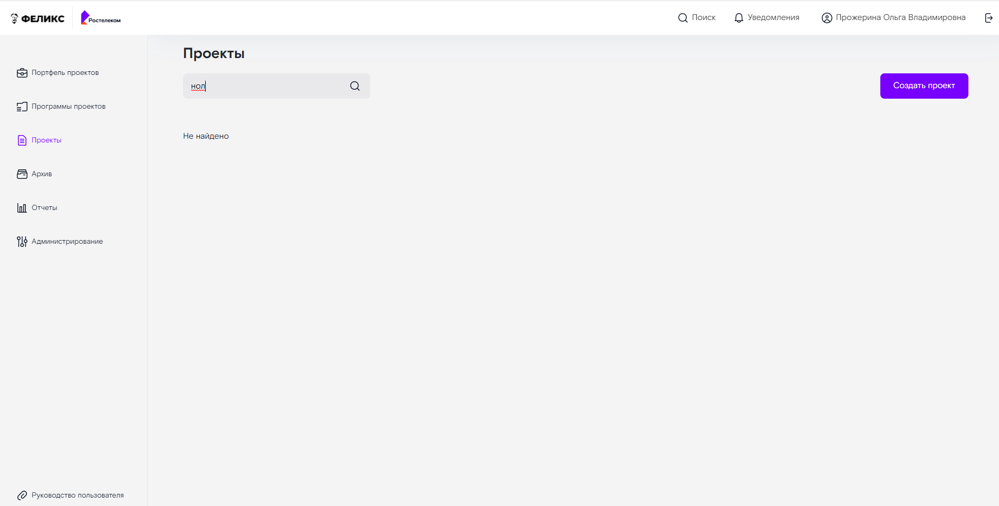 ФЕЛИКС
Ростелеком
Поиск
Уведомления
Прожерина Ольга Владимировна
Портфель проектов
Программы проектов
Проекты
Архив
Отчеты
Администрирование
Руководство пользователя
Проекты
нол
Создать проект
Не найдено